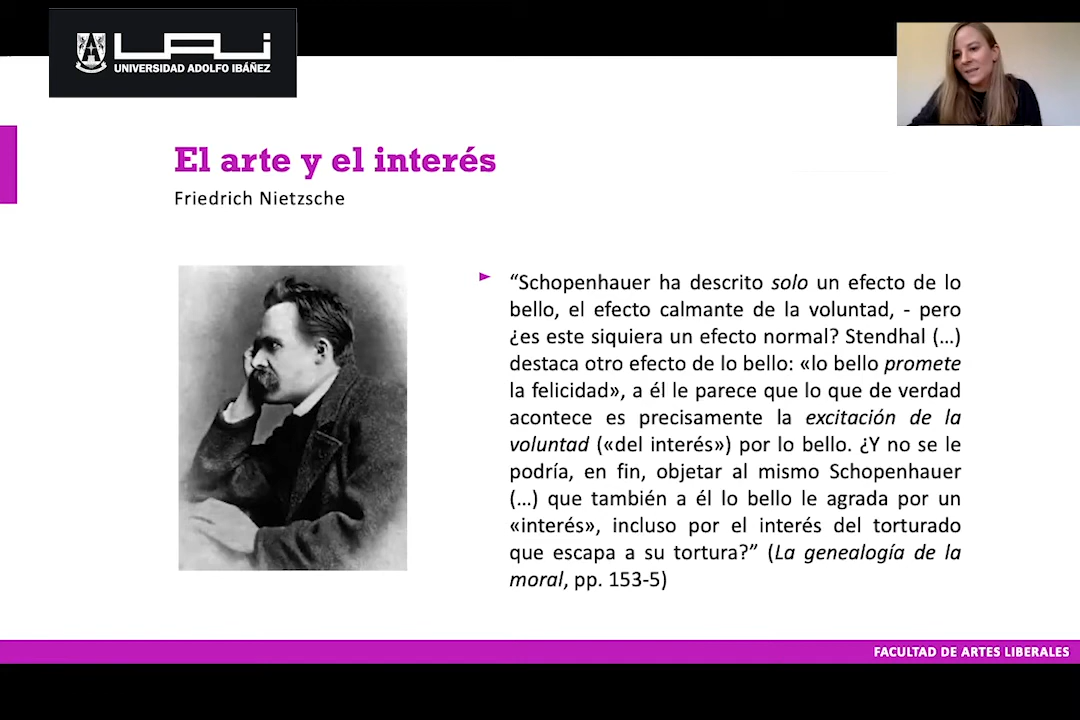 UAI
UNIVERSIDAD ADOLFO IBÁÑEZ
El arte y el interés
Friedrich Nietzsche
“Schopenhauer ha descrito solo un efecto de lo
bello, el efecto calmante de la voluntad, - pero
¿es este siquiera un efecto normal? Stendhal (…)
destaca otro efecto de lo bello: «lo bello promete
la felicidad», a él le parece que lo que de verdad
acontece es precisamente la excitación de la
voluntad («del interés») por lo bello. ¿Y no se le
podría, en fin, objetar al mismo Schopenhauer
(…) que también a él lo bello le agrada por un
«interés», incluso por el interés del torturado
que escapa a su tortura?” (La genealogía de la
moral, pp. 153-5)
FACULTAD DE ARTES LIBERALES